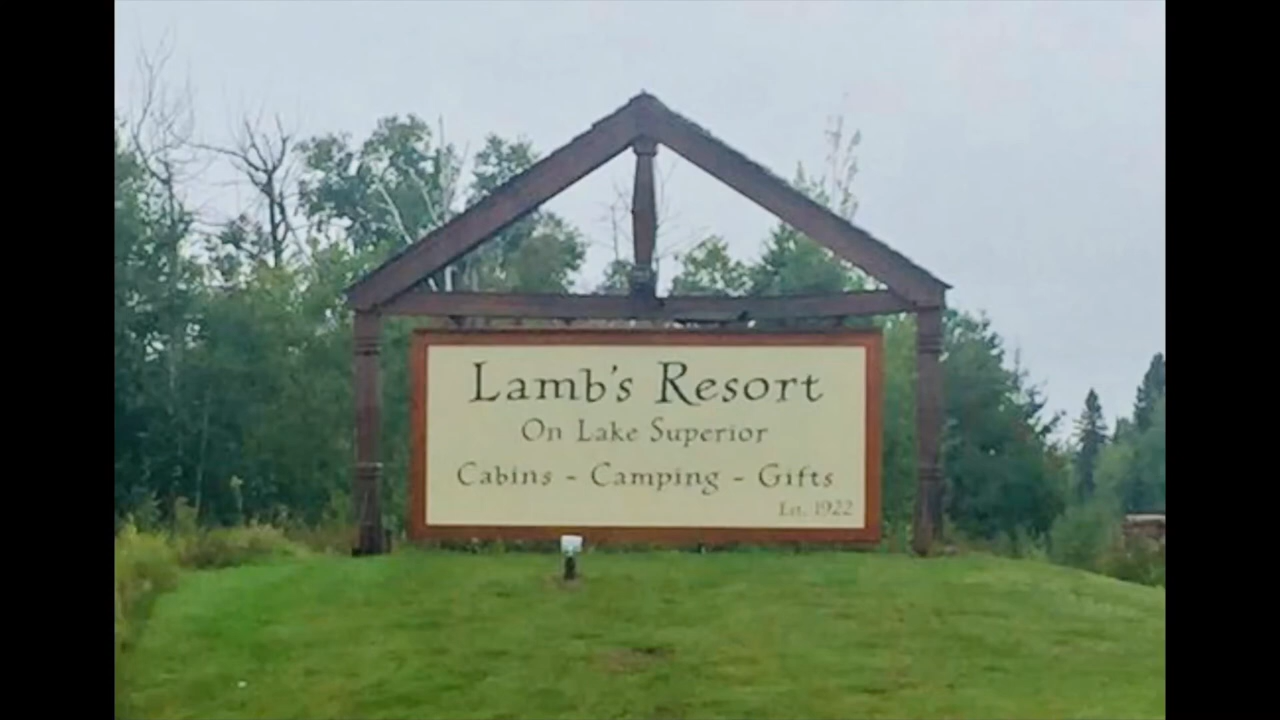 Lamb's Resort
On Lake Superior
Cabins - Camping - Gifts
Est. 1922